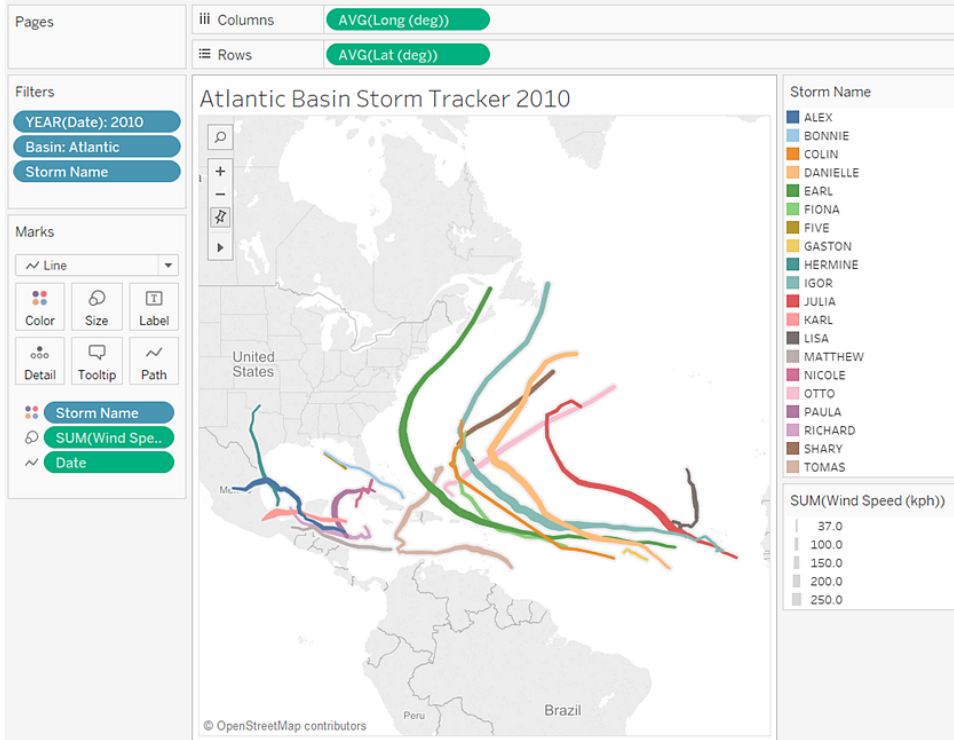 Pages
Columns
AVG(Long (deg))
Rows
AVG(Lat (deg))
Filters
YEAR(Date): 2010
Basin: Atlantic
Storm Name
Marks
Line
Color
Size
T
Label
Detail
Tooltip
Path
Storm Name
SUM(Wind Spe..
Date
Atlantic Basin Storm Tracker 2010
+
−
United
States
Peru
Brazil
© OpenStreetMap contributors
Storm Name
ALEX
BONNIE
COLIN
DANIELLE
EARL
FIONA
FIVE
GASTON
HERMINE
IGOR
JULIA
KARL
LISA
MATTHEW
NICOLE
OTTO
PAULA
RICHARD
SHARY
TOMAS
SUM(Wind Speed (kph))
37.0
100.0
150.0
200.0
250.0